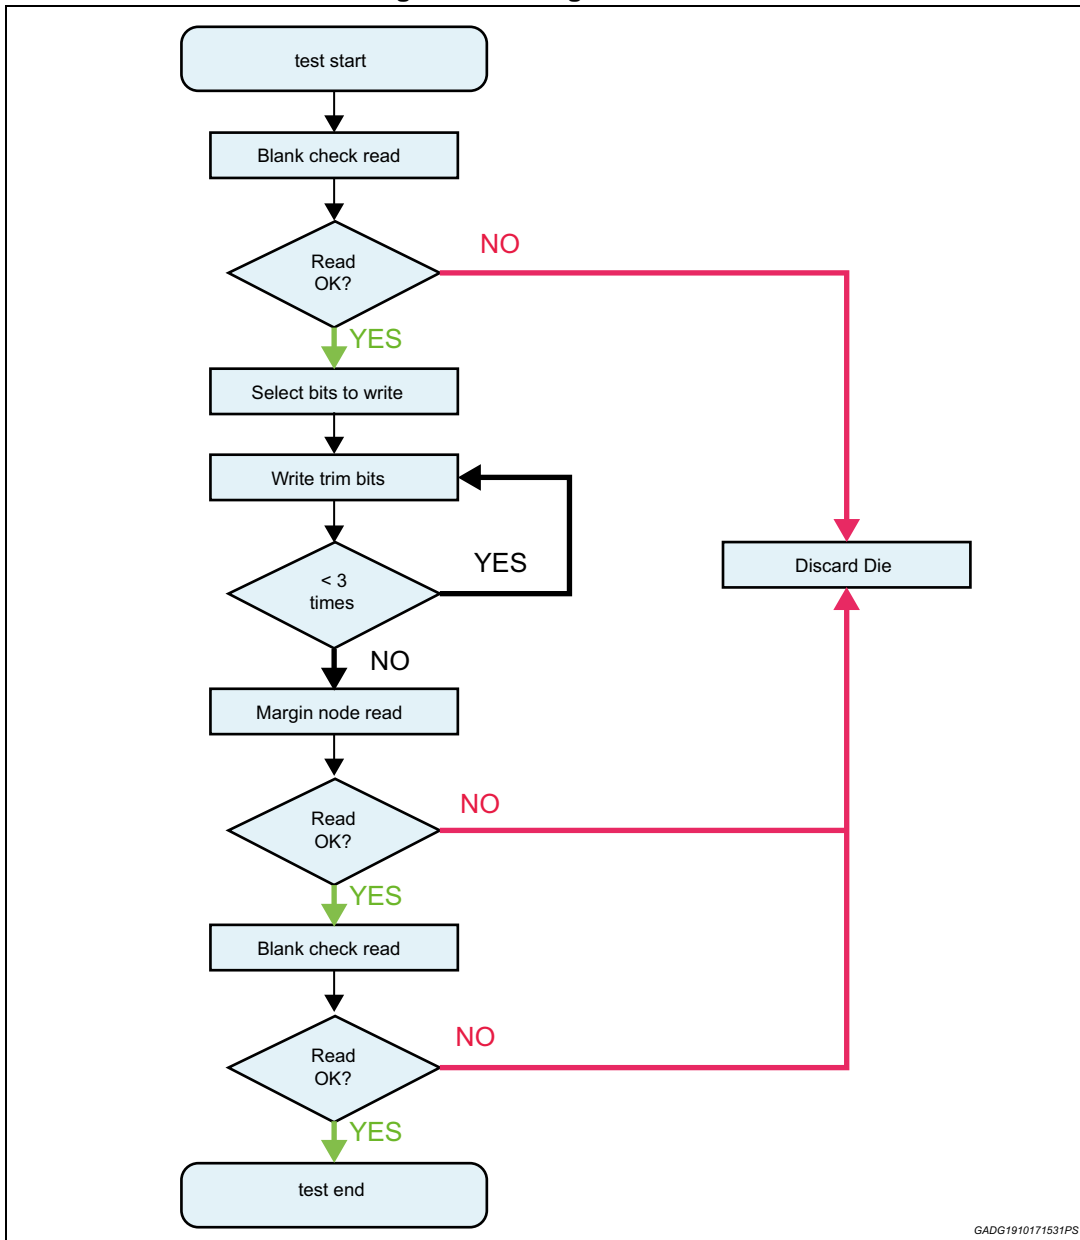 test start
Blank check read
Read
OK?
NO
YES
Select bits to write
Write trim bits
< 3
times
YES
Discard Die
NO
Margin node read
Read
OK?
NO
YES
Blank check read
Read
OK?
NO
YES
test end
GADG1910171531PS